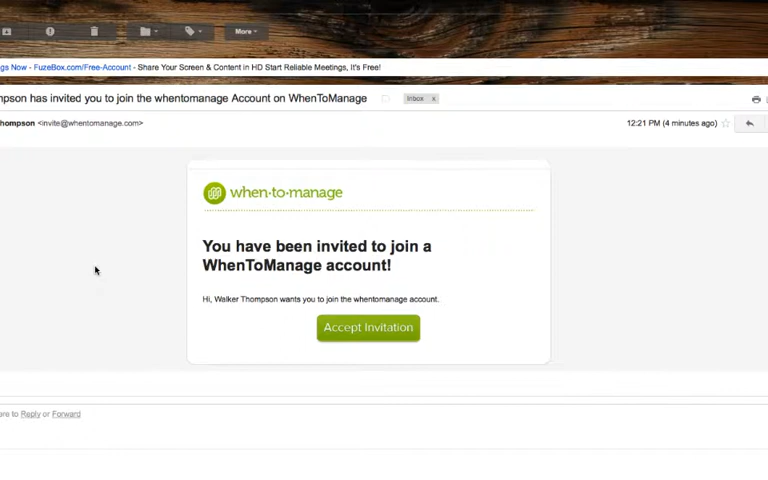 More
gs Now - FuzeBox.com/Free-Account - Share Your Screen & Content in HD Start Reliable Meetings, It's Free!
mpson has invited you to join the whentomanage Account on WhenToManage
Inbox x
hompson <invite@whentomanage.com>
12:21 PM (4 minutes ago)
when·to·manage
You have been invited to join a
WhenToManage account!
Hi, Walker Thompson wants you to join the whentomanage account.
Accept Invitation
ere to Reply or Forward